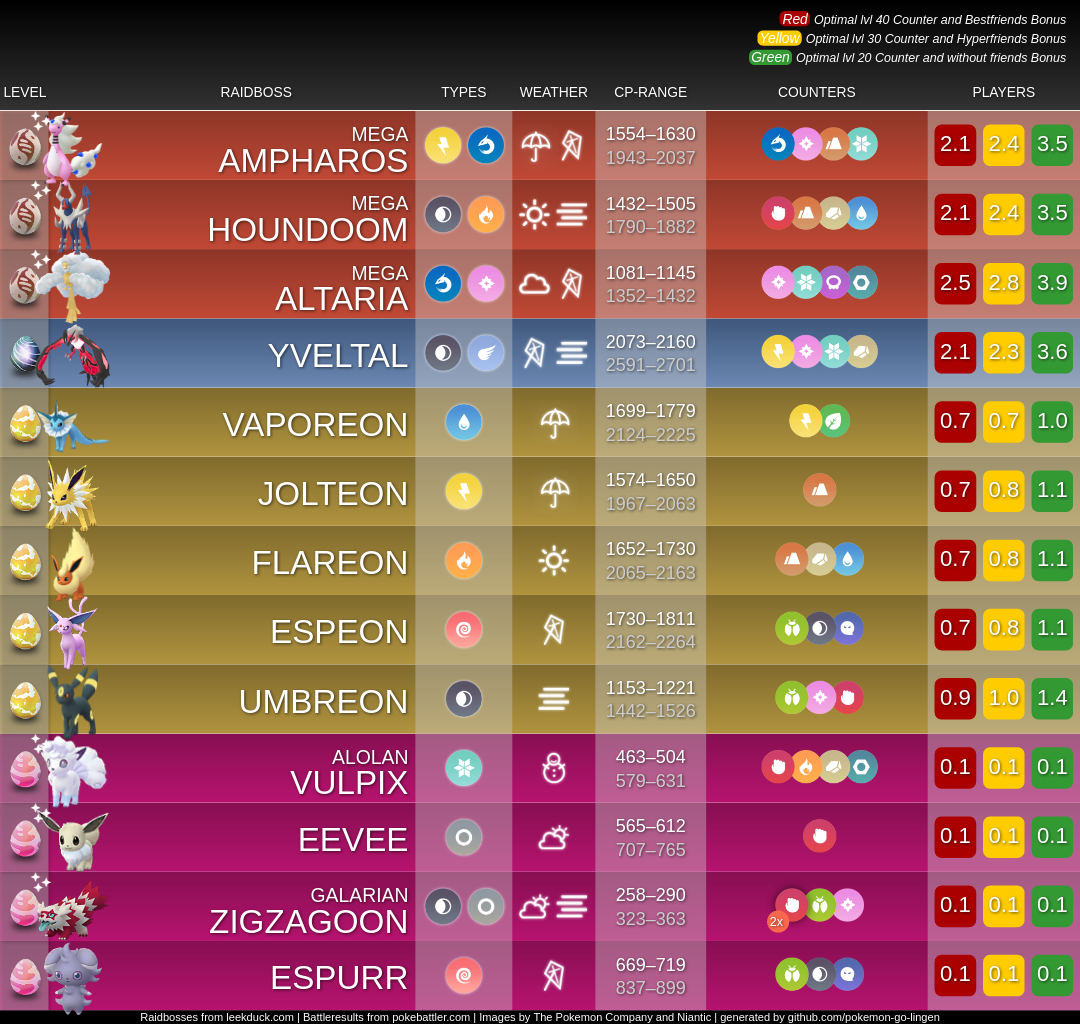 Red Optimal lvl 40 Counter and Bestfriends Bonus
Yellow Optimal lvl 30 Counter and Hyperfriends Bonus
Green Optimal lvl 20 Counter and without friends Bonus
LEVEL RAIDBOSS TYPES WEATHER CP-RANGE COUNTERS PLAYERS
MEGA
AMPHAROS
1554–1630
1943–2037
2.1 2.4 3.5
MEGA
HOUNDOOM
1432–1505
1790–1882
2.1 2.4 3.5
MEGA
ALTARIA
1081–1145
1352–1432
2.5 2.8 3.9
YVELTAL
2073–2160
2591–2701
2.1 2.3 3.6
VAPOREON
1699–1779
2124–2225
0.7 0.7 1.0
JOLTEON
1574–1650
1967–2063
0.7 0.8 1.1
FLAREON
1652–1730
2065–2163
0.7 0.8 1.1
ESPEON
1730–1811
2162–2264
0.7 0.8 1.1
UMBREON
1153–1221
1442–1526
0.9 1.0 1.4
ALOLAN
VULPIX
463–504
579–631
0.1 0.1 0.1
EEVEE
565–612
707–765
0.1 0.1 0.1
GALARIAN
ZIGZAGOON
258–290
323–363
2x
0.1 0.1 0.1
ESPURR
669–719
837–899
0.1 0.1 0.1
Raidbosses from leekduck.com | Battleresults from pokebattler.com | Images by The Pokemon Company and Niantic | generated by github.com/pokemon-go-lingen